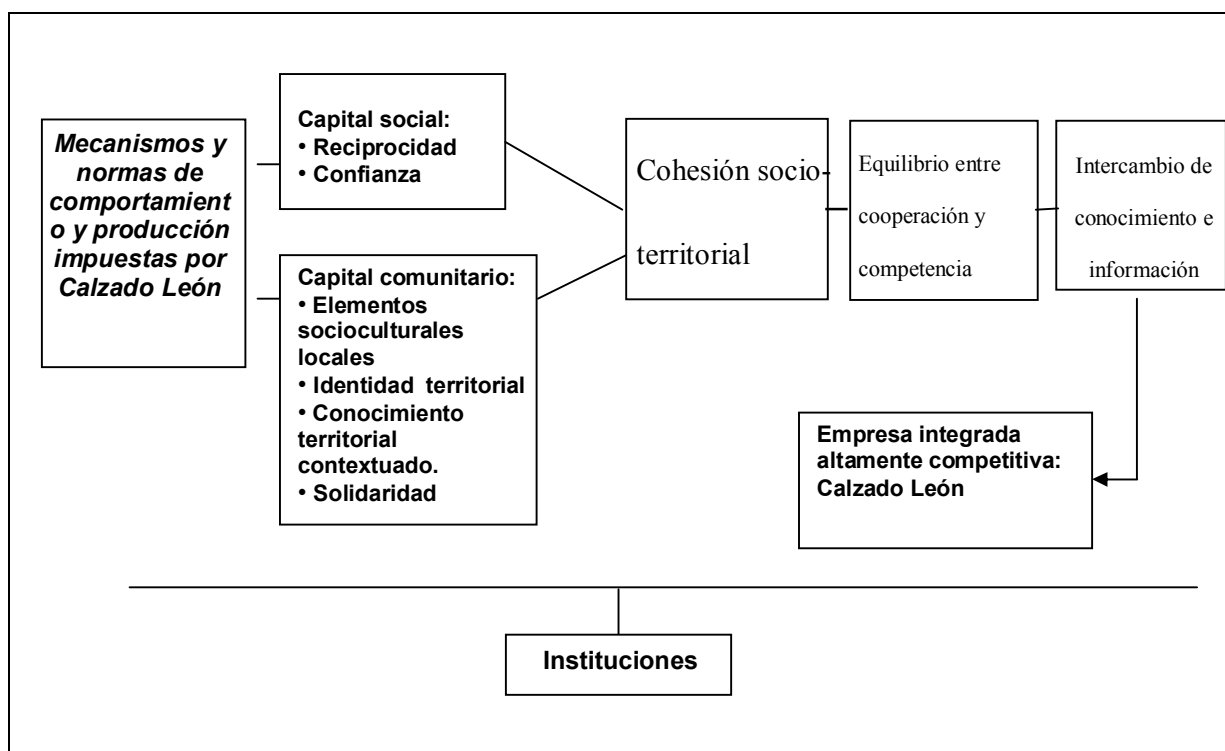 Mecanismos y
normas de
comportamient
o y producción
impuestas por
Calzado León
Capital social:
• Reciprocidad
• Confianza
Capital comunitario:
• Elementos
socioculturales
locales
• Identidad territorial
• Conocimiento
territorial
contextuado.
• Solidaridad
Cohesión socio-
territorial
Equilibrio entre
cooperación y
competencia
Intercambio de
conocimiento e
información
Empresa integrada
altamente competitiva:
Calzado León
Instituciones